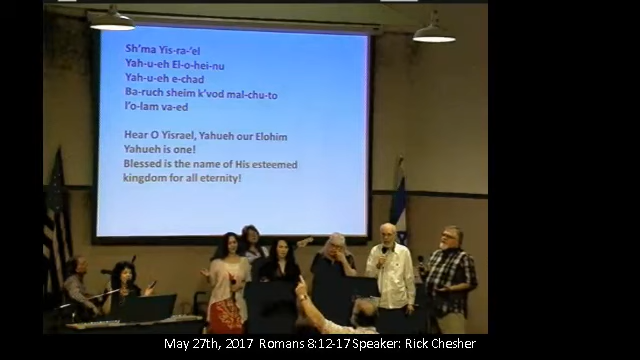 Sh'ma Yis-ra-'el
Yah-u-eh El-o-hei-nu
Yah-u-eh e-chad
Ba-ruch sheim k'vod mal-chu-to
l'o-lam va-ed
Hear O Yisrael, Yahueh our Elohim
Yahueh is one!
Blessed is the name of His esteemed
kingdom for all eternity!
May 27th, 2017 Romans 8:12-17 Speaker: Rick Chesher